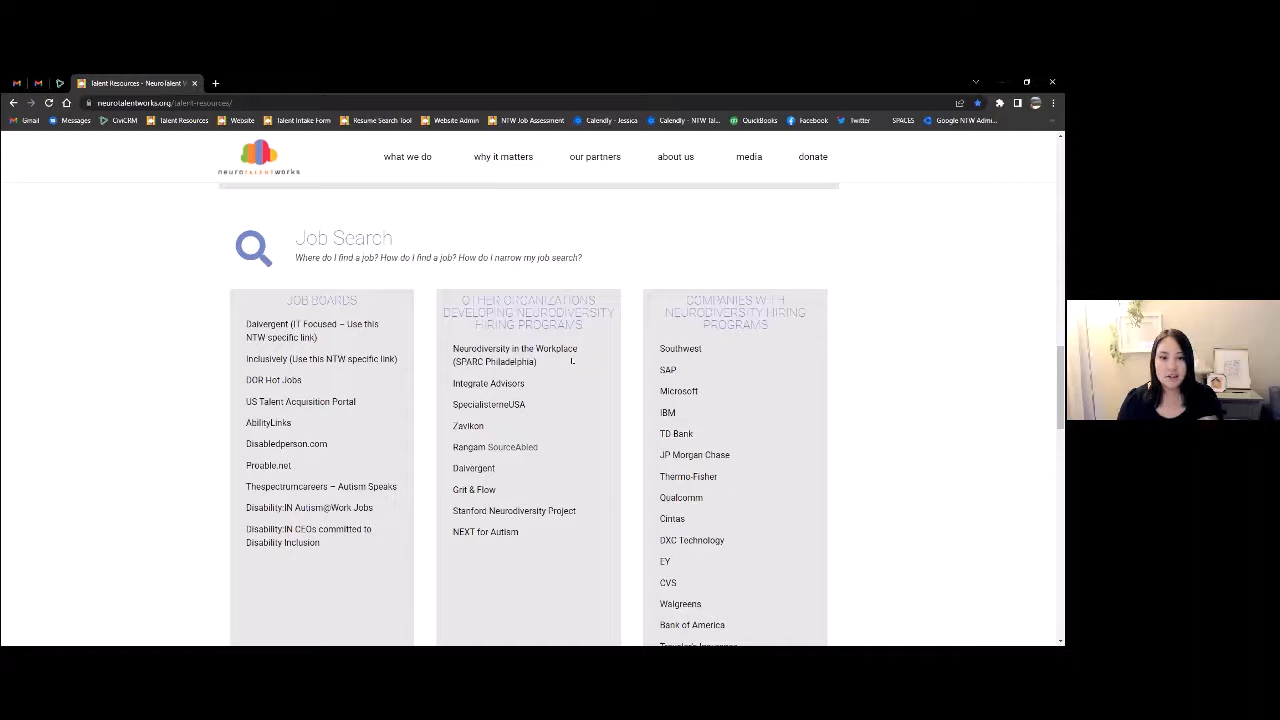 Talent Resources - NeuroTalent W
neurotalentworks.org/talent-resources/
Gmail
Messages
CiviCRM
Talent Resources
Website
Talent Intake Form
Resume Search Tool
Website Admin
NTW Job Assessment
Calendly - Jessica
Calendly - NTW Tal...
QuickBooks
Facebook
Twitter
SPACES
Google NTW Admi...
neuroTALENTworks
what we do
why it matters
our partners
about us
media
donate
Job Search
Where do I find a job? How do I find a job? How do I narrow my job search?
JOB BOARDS
Daivergent (IT Focused – Use this
NTW specific link)
Inclusively (Use this NTW specific link)
DOR Hot Jobs
US Talent Acquisition Portal
AbilityLinks
Disabledperson.com
Proable.net
Thespectrumcareers – Autism Speaks
Disability:IN Autism@Work Jobs
Disability:IN CEOs committed to
Disability Inclusion
OTHER ORGANIZATIONS
DEVELOPING NEURODIVERSITY
HIRING PROGRAMS
Neurodiversity in the Workplace
(SPARC Philadelphia)
Integrate Advisors
SpecialisterneUSA
Zavikon
Rangam SourceAbled
Daivergent
Grit & Flow
Stanford Neurodiversity Project
NEXT for Autism
COMPANIES WITH
NEURODIVERSITY HIRING
PROGRAMS
Southwest
SAP
Microsoft
IBM
TD Bank
JP Morgan Chase
Thermo-Fisher
Qualcomm
Cintas
DXC Technology
EY
CVS
Walgreens
Bank of America